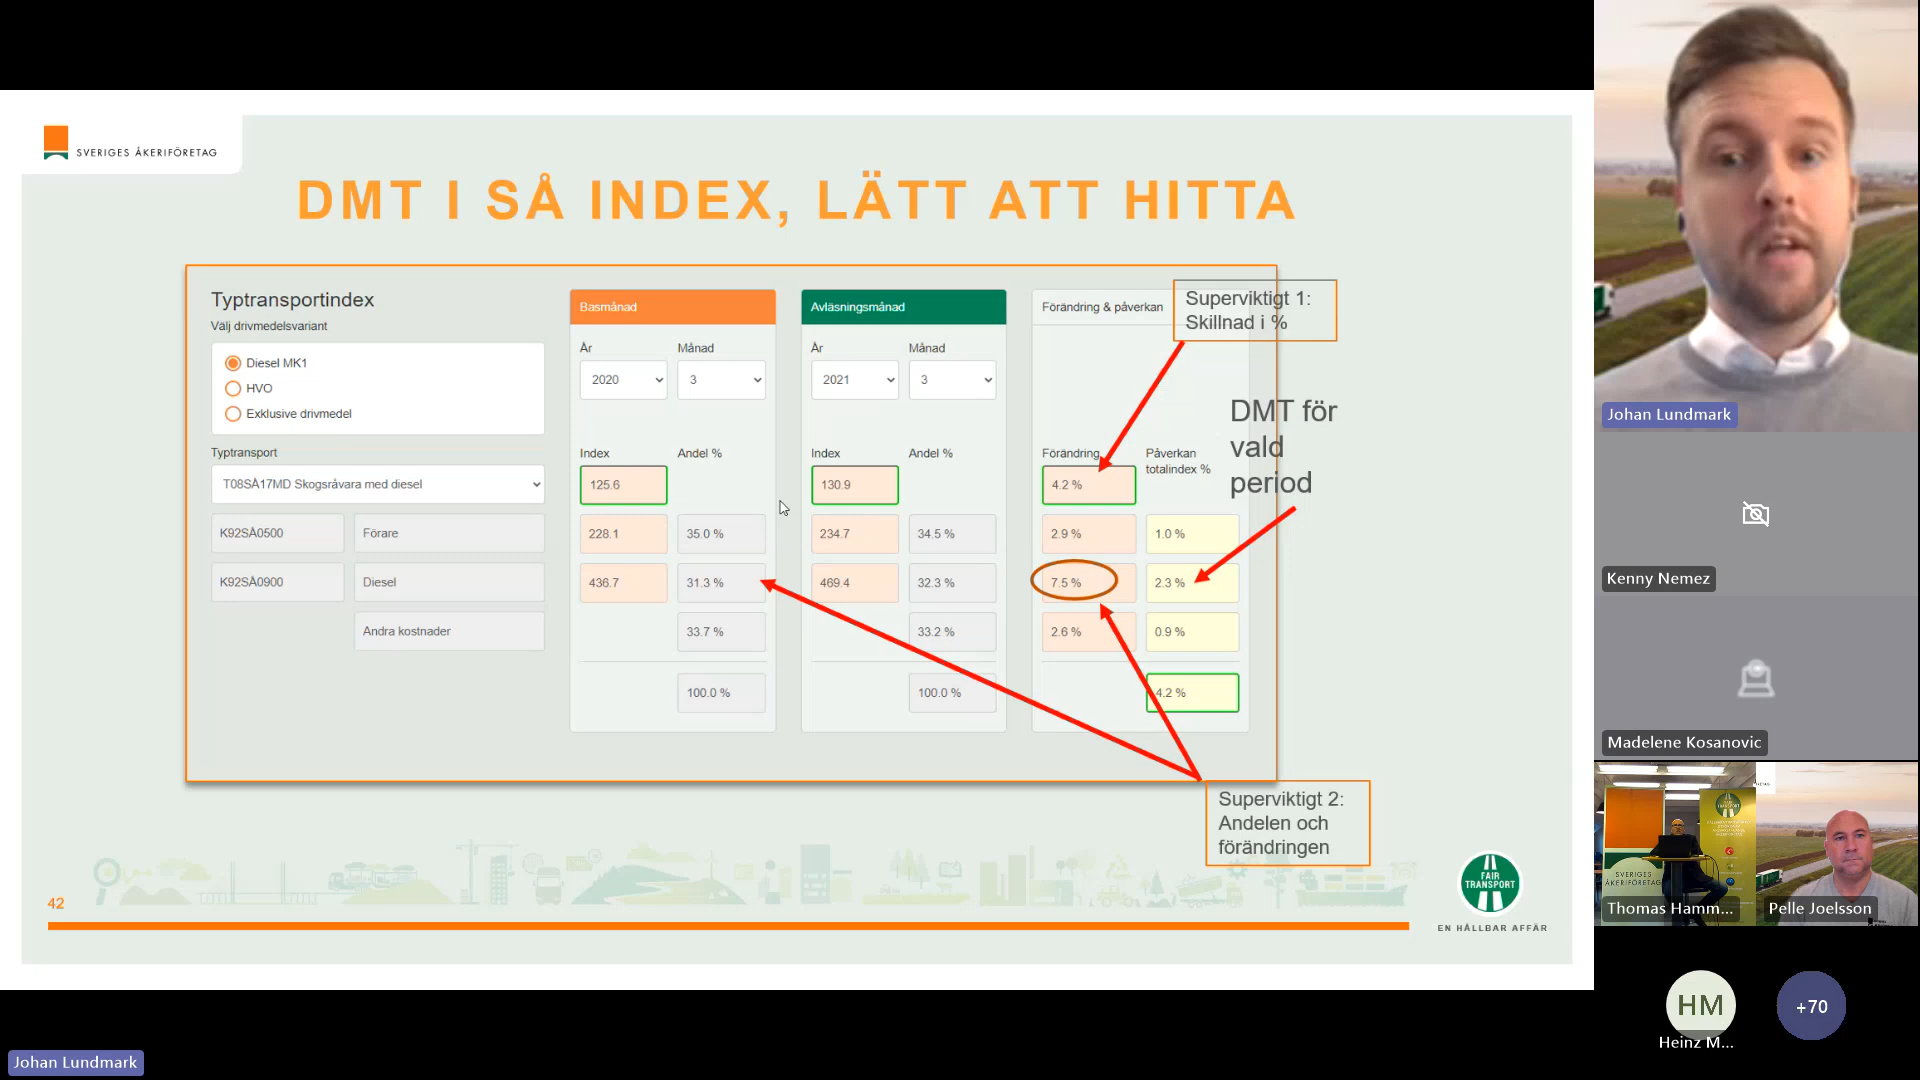 SVERIGES ÅKERIFÖRETAG
DMT I SÅ INDEX, LÄTT ATT HITTA
Typtransportindex
Välj drivmedelsvariant
Diesel MK1
HVO
Exklusive drivmedel
Typtransport
T08SÅ17MD Skogsråvara med diesel
K92SÅ0500 Förare
K92SÅ0900 Diesel
Andra kostnader
Basmånad
År Månad
2020 3
Index Andel %
125.6
228.1 35.0 %
436.7 31.3 %
33.7 %
100.0 %
Avläsningsmånad
År Månad
2021 3
Index Andel %
130.9
234.7 34.5 %
469.4 32.3 %
33.2 %
100.0 %
Förändring & påverkan
Förändring Påverkan
totalindex %
4.2 %
2.9 % 1.0 %
7.5 % 2.3 %
2.6 % 0.9 %
4.2 %
Superviktigt 1:
Skillnad i %
DMT för
vald
period
Superviktigt 2:
Andelen och
förändringen
42
FAIR
TRANSPORT
EN HÅLLBAR AFFÄR
Johan Lundmark
Johan Lundmark
Kenny Nemez
Madelene Kosanovic
FAIR
TRANSPORT
SVERIGES
ÅKERIFÖRETAG
Thomas Hamm...
Pelle Joelsson
HM
Heinz M...
+70